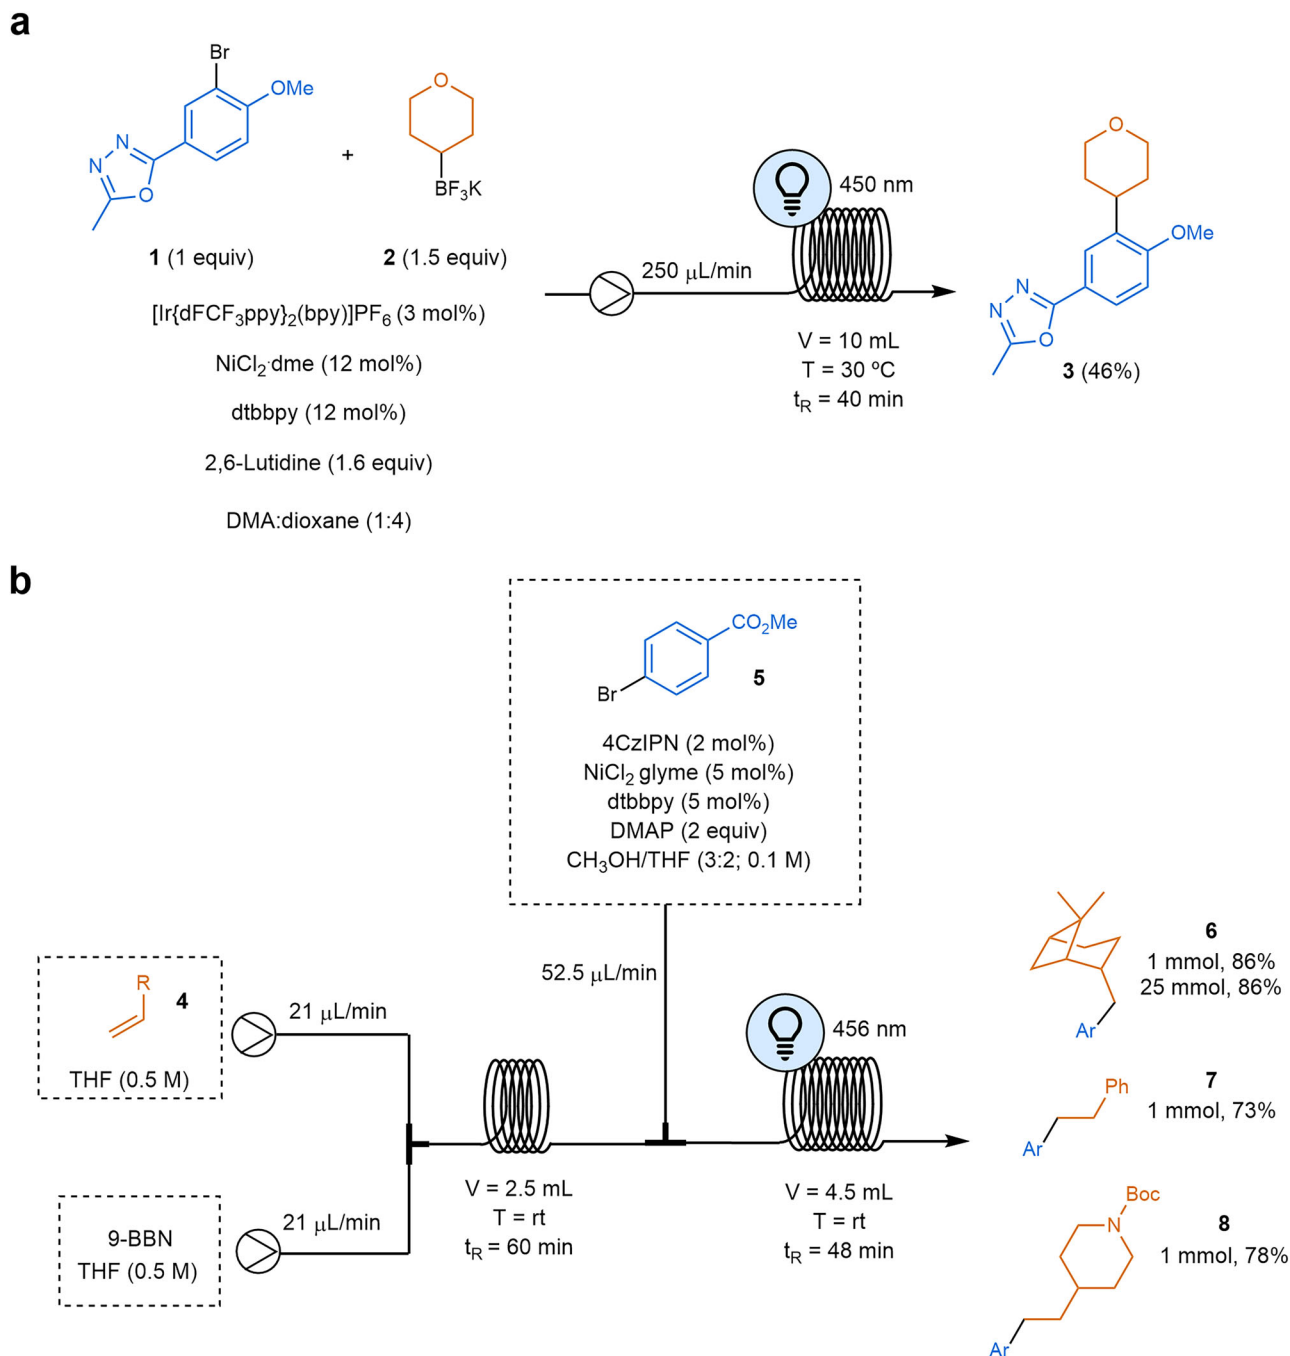 a
Br
OMe
N
N
O
O
BF3K
+
1 (1 equiv)
2 (1.5 equiv)
[Ir{dFCF3ppy}2(bpy)]PF6 (3 mol%)
NiCl2·dme (12 mol%)
dtbbpy (12 mol%)
2,6-Lutidine (1.6 equiv)
DMA:dioxane (1:4)
250 μL/min
450 nm
V = 10 mL
T = 30 ºC
tR = 40 min
O
OMe
N
N
O
3 (46%)
b
CO2Me
Br
5
4CzIPN (2 mol%)
NiCl2 glyme (5 mol%)
dtbbpy (5 mol%)
DMAP (2 equiv)
CH3OH/THF (3:2; 0.1 M)
52.5 μL/min
R
4
THF (0.5 M)
21 μL/min
9-BBN
THF (0.5 M)
21 μL/min
V = 2.5 mL
T = rt
tR = 60 min
456 nm
V = 4.5 mL
T = rt
tR = 48 min
Ar
6
1 mmol, 86%
25 mmol, 86%
Ph
Ar
7
1 mmol, 73%
Boc
N
Ar
8
1 mmol, 78%